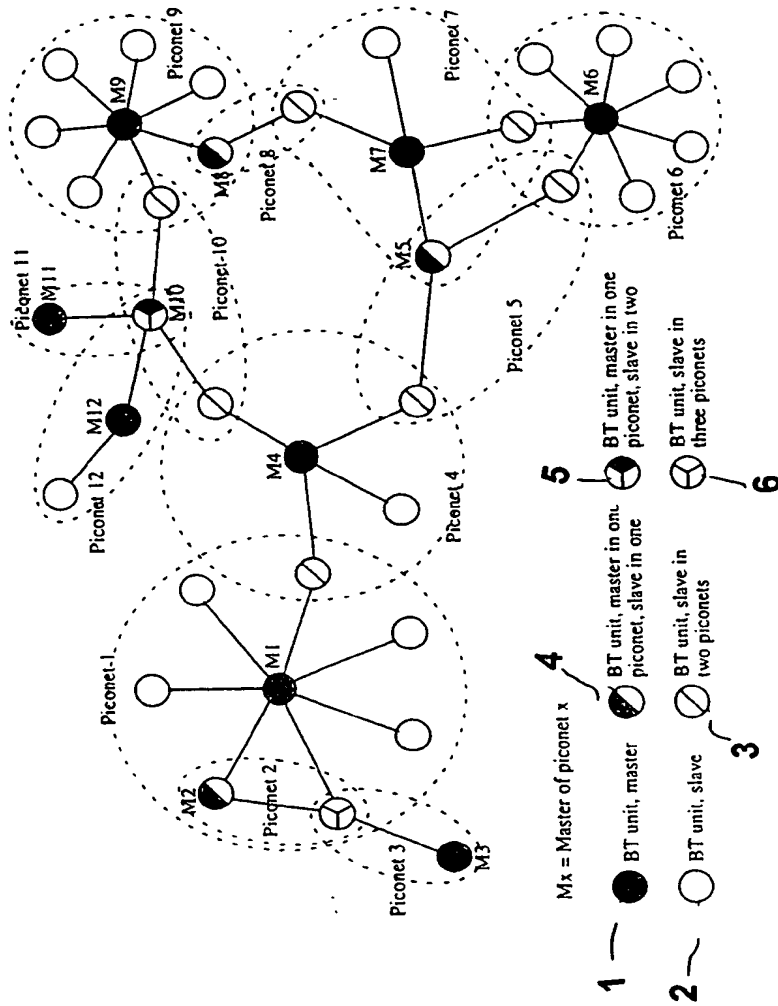 Piconet 9
M9
Piconet 11
M11
M10
M12
Piconet 12
Piconet-10
M8
Piconet 8
Piconet 7
M7
M6
Piconet 6
M5
Piconet 5
M4
Piconet 4
Piconet-1
M1
M2
Piconet 2
Piconet 3
M3
Mx = Master of piconet x
1
BT unit, master
2
BT unit, slave
4
BT unit, master in one
piconet, slave in one
3
BT unit, slave in
two piconets
5
BT unit, master in one
piconet, slave in two
6
BT unit, slave in
three piconets